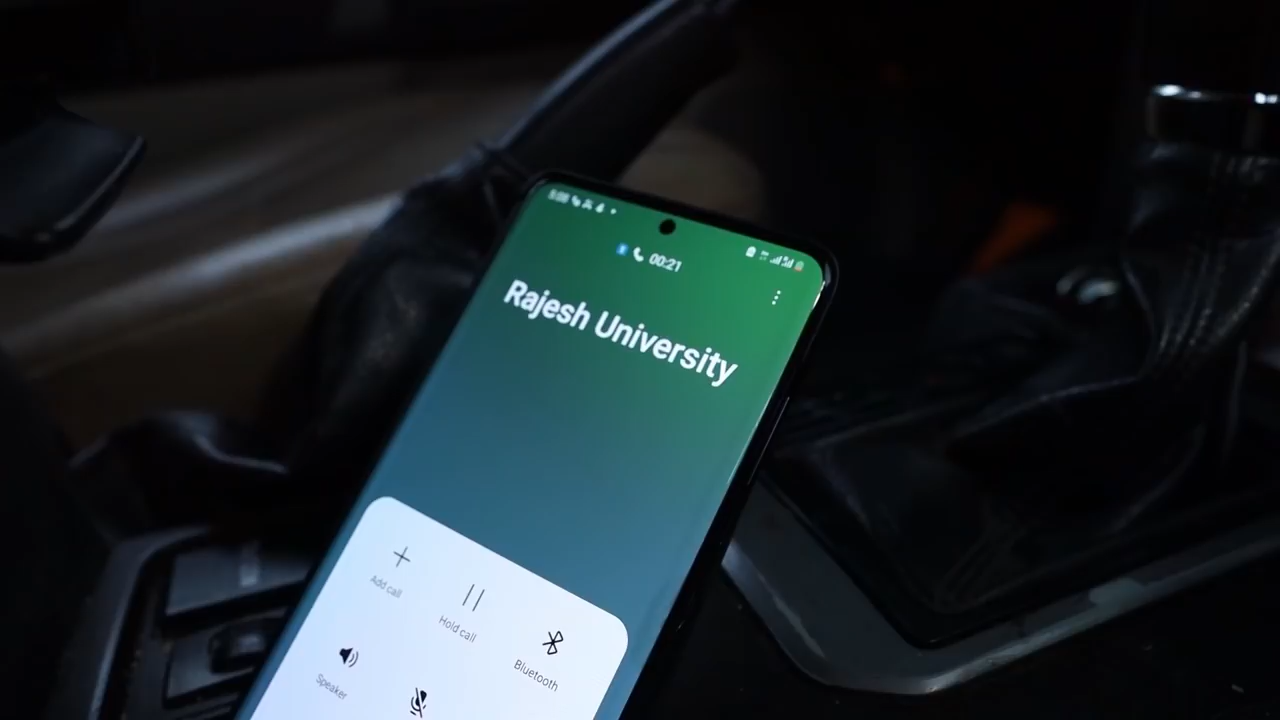 00:21
Rajesh University
Add call
Hold call
Bluetooth
Speaker